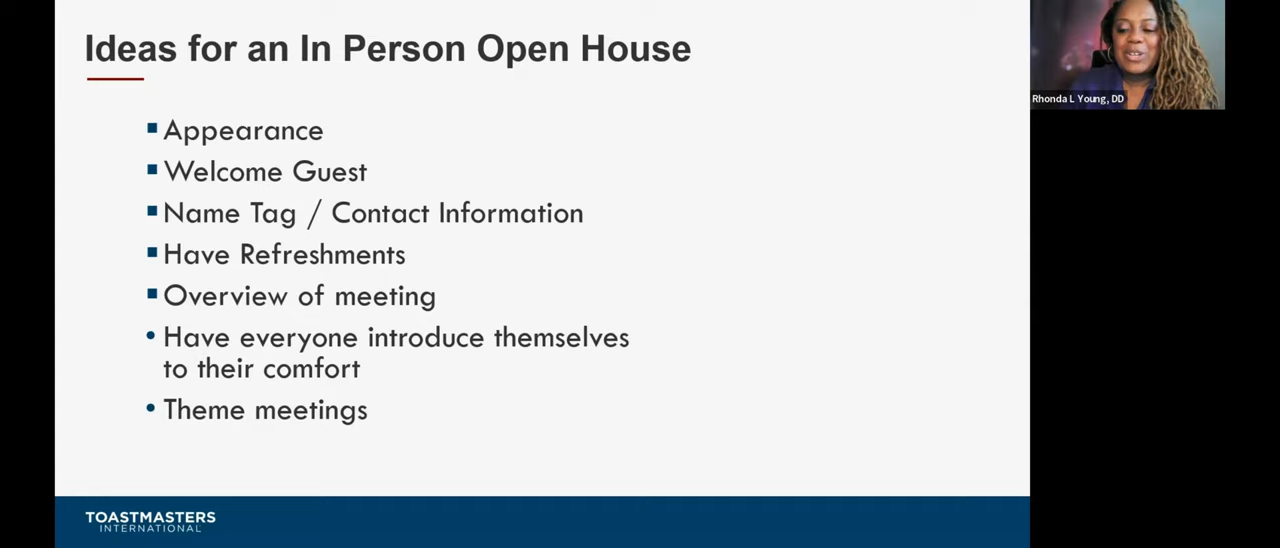 Ideas for an In Person Open House
Rhonda L Young, DD
Appearance
Welcome Guest
Name Tag / Contact Information
Have Refreshments
Overview of meeting
Have everyone introduce themselves
to their comfort
Theme meetings
TOASTMASTERS
INTERNATIONAL